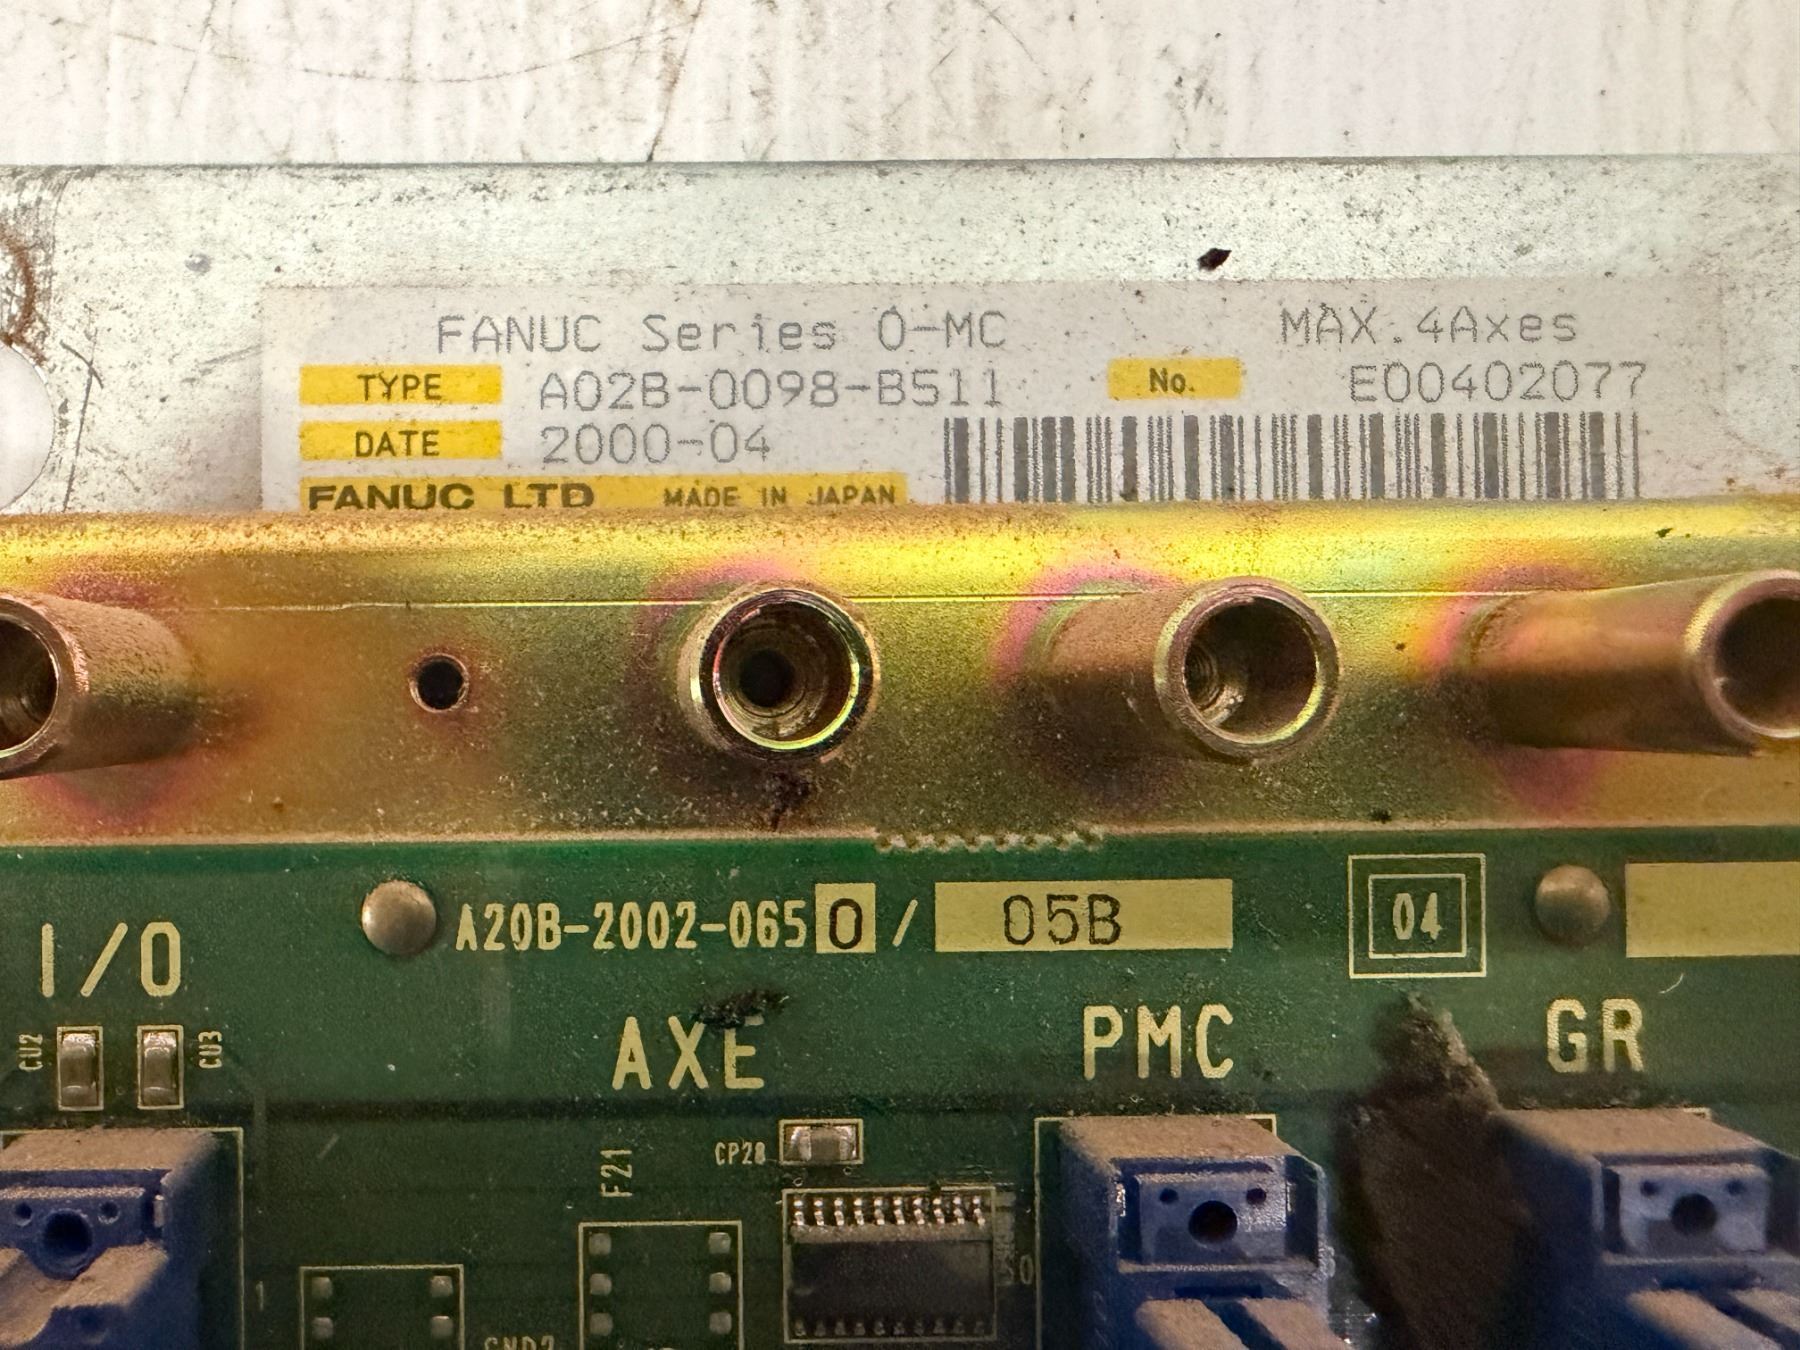 FANUC Series 0-MC MAX.4Axes
TYPE A02B-0098-B511 No. E00402077
DATE 2000-04
FANUC LTD MADE IN JAPAN
A20B-2002-0650/05B 04
I/O
AXE PMC GR
CU2 CU3
CP28
F21
GND2